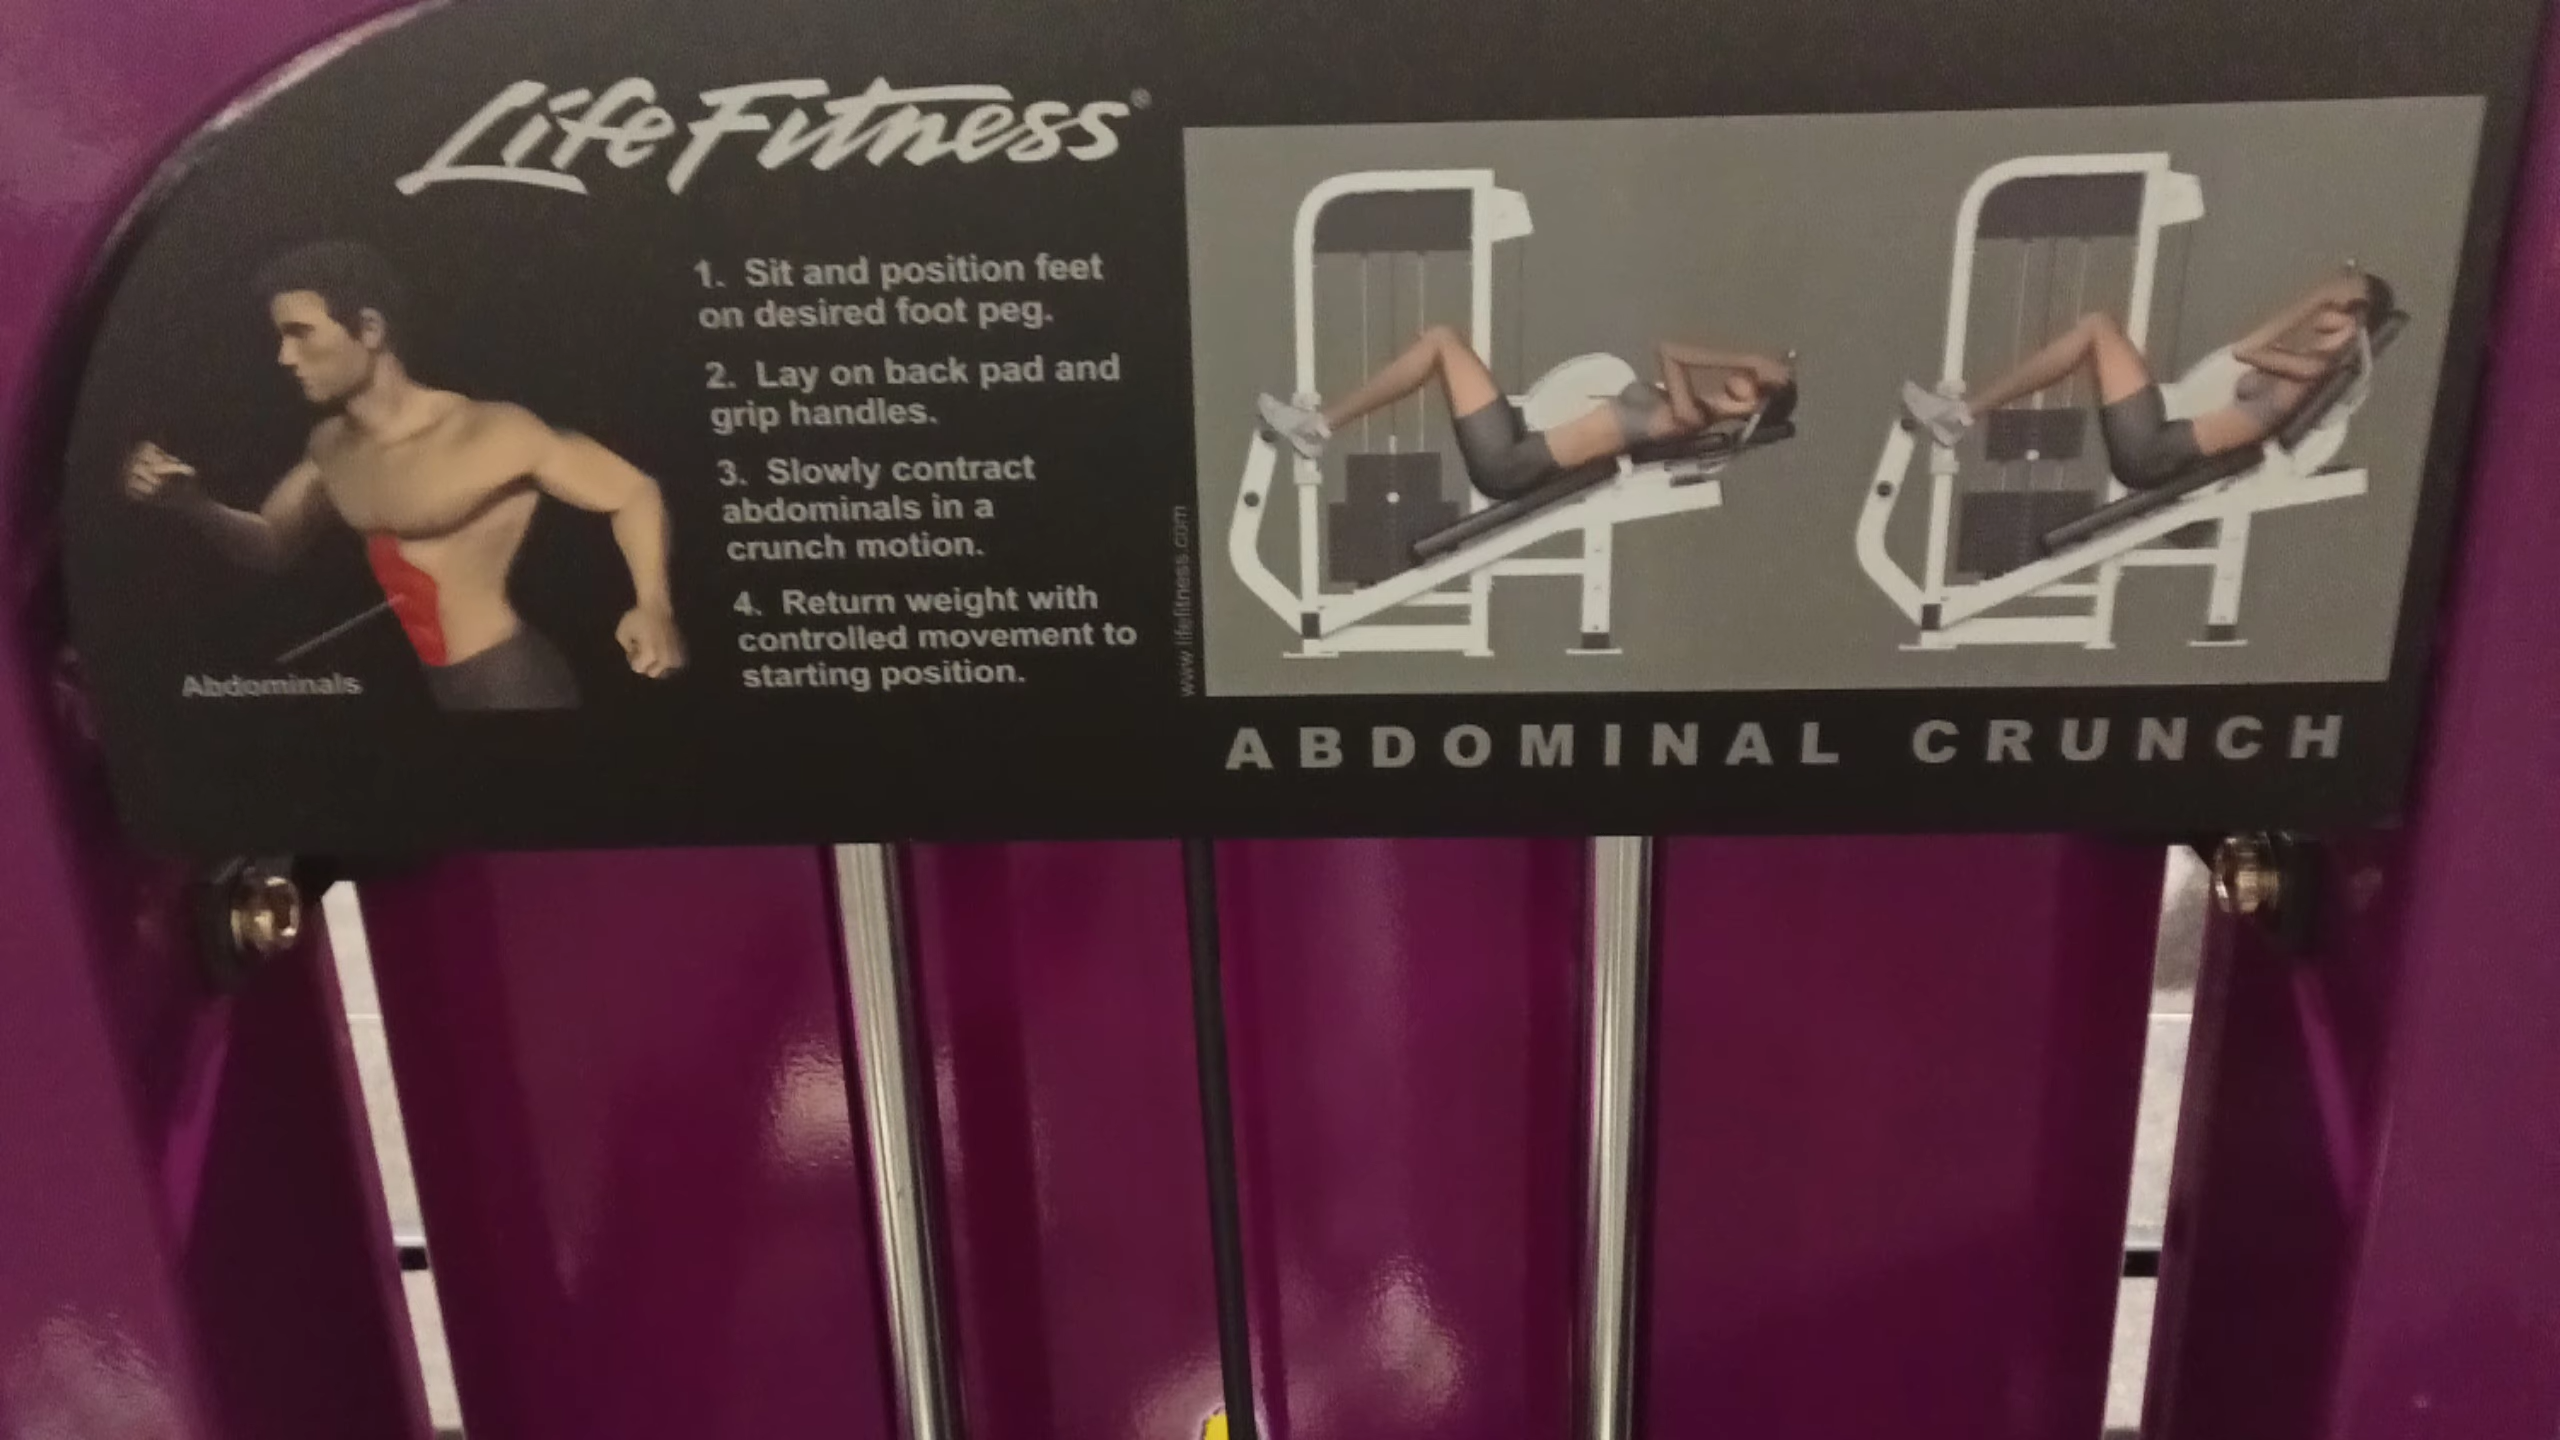 Life Fitness®
1. Sit and position feet
on desired foot peg.
2. Lay on back pad and
grip handles.
3. Slowly contract
abdominals in a
crunch motion.
4. Return weight with
controlled movement to
starting position.
Abdominals
www.lifefitness.com
ABDOMINAL CRUNCH